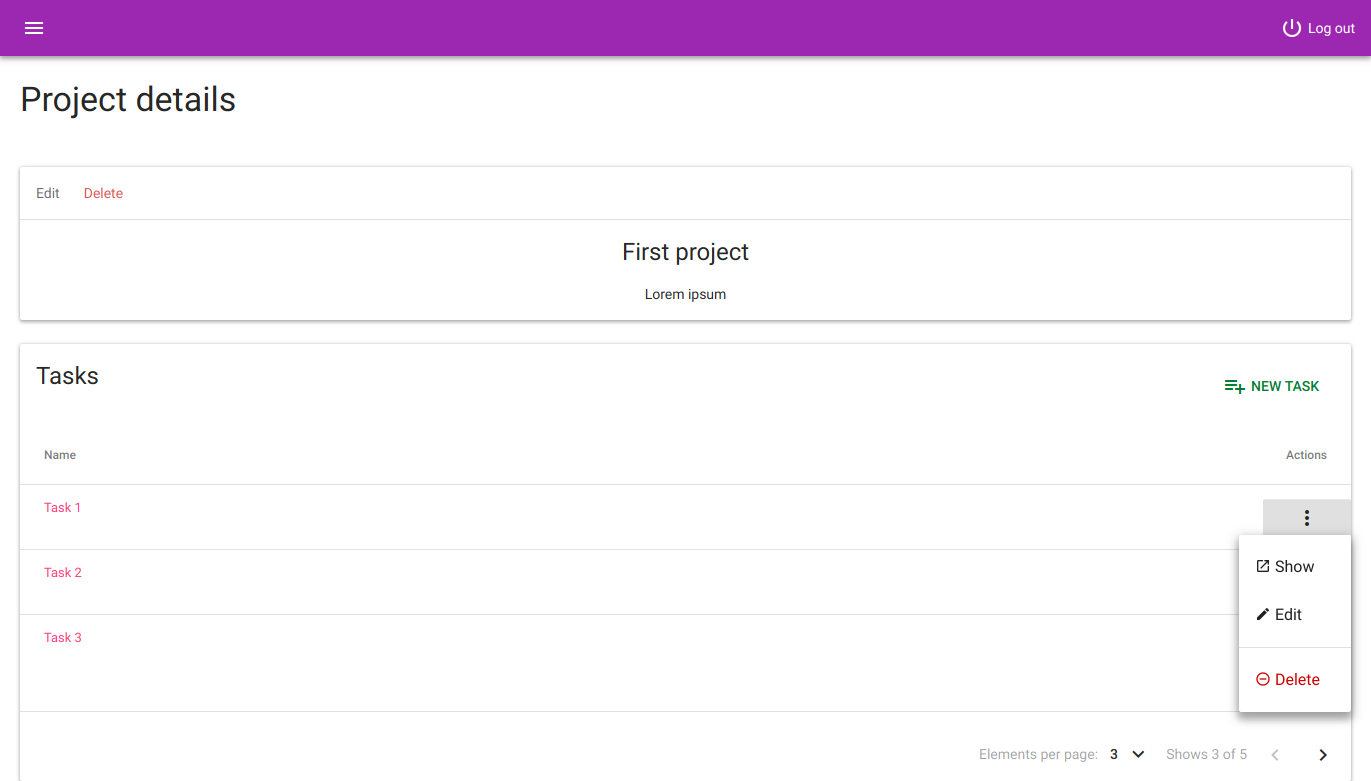 Log out
Project details
Edit Delete
First project
Lorem ipsum
Tasks
NEW TASK
Name Actions
Task 1
Show
Task 2
Edit
Task 3
Delete
Elements per page: 3 Shows 3 of 5